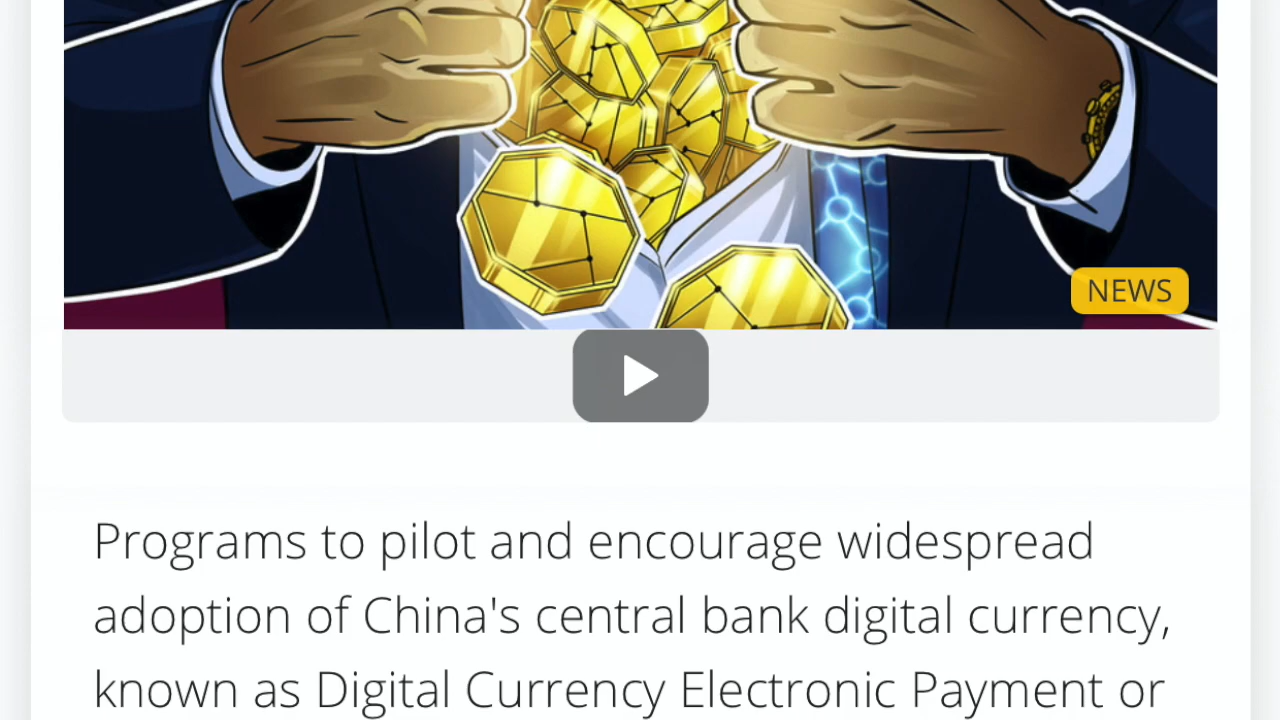 NEWS
Programs to pilot and encourage widespread
adoption of China's central bank digital currency,
known as Digital Currency Electronic Payment or